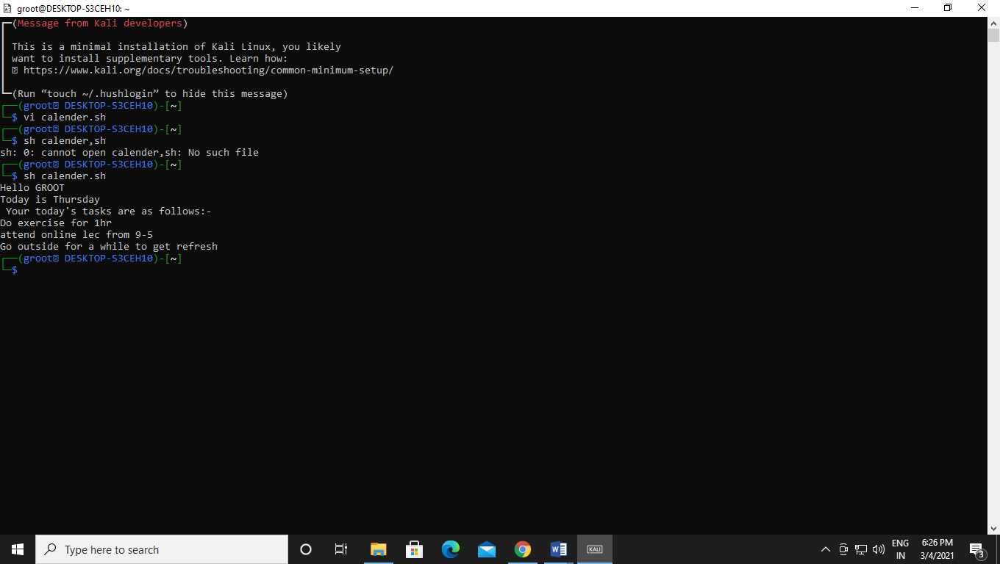 groot@DESKTOP-S3CEH10: ~
(Message from Kali developers)
This is a minimal installation of Kali Linux, you likely
want to install supplementary tools. Learn how:
https://www.kali.org/docs/troubleshooting/common-minimum-setup/
(Run “touch ~/.hushlogin” to hide this message)
(groot DESKTOP-S3CEH10)-[~]
$ vi calender.sh
(groot DESKTOP-S3CEH10)-[~]
$ sh calender,sh
sh: 0: cannot open calender,sh: No such file
(groot DESKTOP-S3CEH10)-[~]
$ sh calender.sh
Hello GROOT
Today is Thursday
Your today's tasks are as follows:-
Do exercise for 1hr
attend online lec from 9-5
Go outside for a while to get refresh
(groot DESKTOP-S3CEH10)-[~]
$
Type here to search
KALI
ENG
IN
6:26 PM
3/4/2021
3